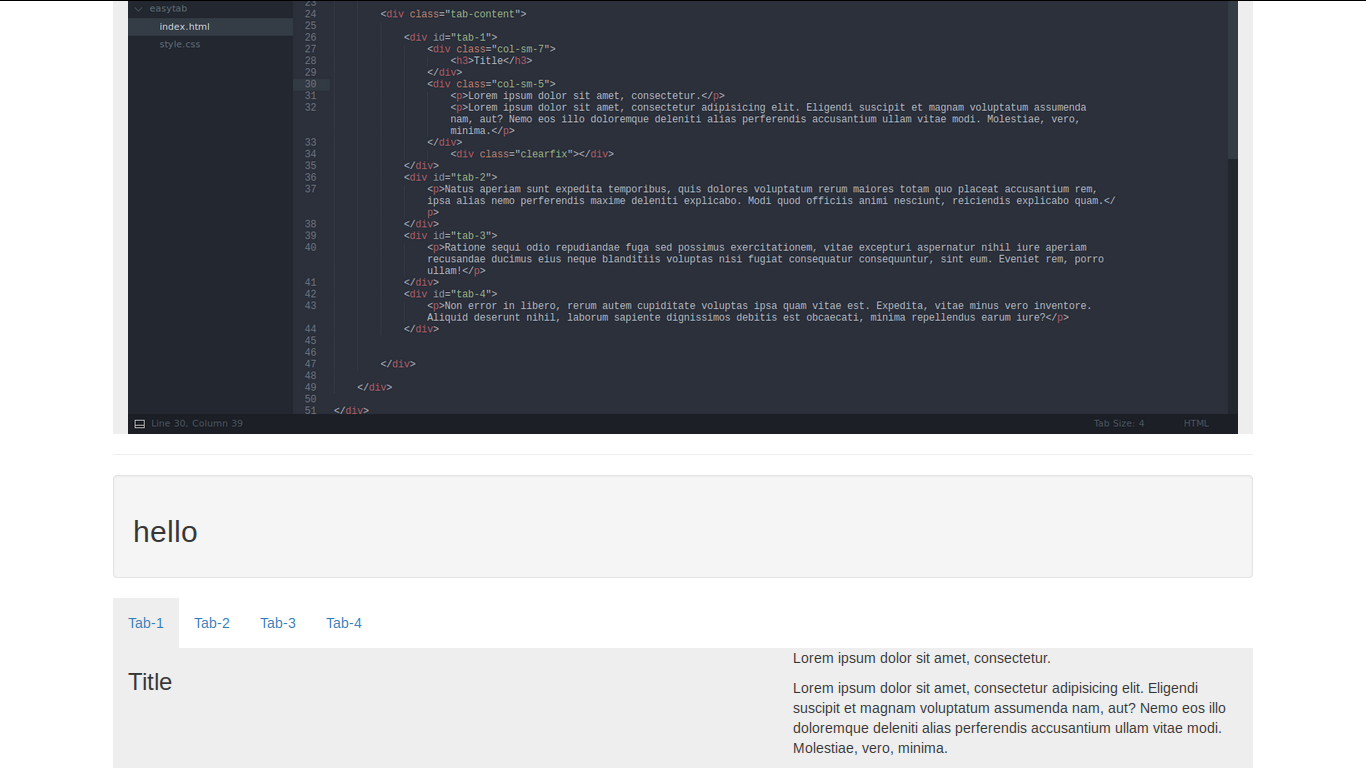 easytab
index.html
style.css
23
24 <div class="tab-content">
25
26 <div id="tab-1">
27 <div class="col-sm-7">
28 <h3>Title</h3>
29 </div>
30 <div class="col-sm-5">
31 <p>Lorem ipsum dolor sit amet, consectetur.</p>
32 <p>Lorem ipsum dolor sit amet, consectetur adipisicing elit. Eligendi suscipit et magnam voluptatum assumenda
nam, aut? Nemo eos illo doloremque deleniti alias perferendis accusantium ullam vitae modi. Molestiae, vero,
minima.</p>
33 </div>
34 <div class="clearfix"></div>
35 </div>
36 <div id="tab-2">
37 <p>Natus aperiam sunt expedita temporibus, quis dolores voluptatum rerum maiores totam quo placeat accusantium rem,
ipsa alias nemo perferendis maxime deleniti explicabo. Modi quod officiis animi nesciunt, reiciendis explicabo quam.</
p>
38 </div>
39 <div id="tab-3">
40 <p>Ratione sequi odio repudiandae fuga sed possimus exercitationem, vitae excepturi aspernatur nihil iure aperiam
recusandae ducimus eius neque blanditiis voluptas nisi fugiat consequatur consequuntur, sint eum. Eveniet rem, porro
ullam!</p>
41 </div>
42 <div id="tab-4">
43 <p>Non error in libero, rerum autem cupiditate voluptas ipsa quam vitae est. Expedita, vitae minus vero inventore.
Aliquid deserunt nihil, laborum sapiente dignissimos debitis est obcaecati, minima repellendus earum iure?</p>
44 </div>
45
46
47 </div>
48
49 </div>
50
51 </div>
Line 30, Column 39 Tab Size: 4 HTML
hello
Tab-1 Tab-2 Tab-3 Tab-4
Title
Lorem ipsum dolor sit amet, consectetur.
Lorem ipsum dolor sit amet, consectetur adipisicing elit. Eligendi
suscipit et magnam voluptatum assumenda nam, aut? Nemo eos illo
doloremque deleniti alias perferendis accusantium ullam vitae modi.
Molestiae, vero, minima.